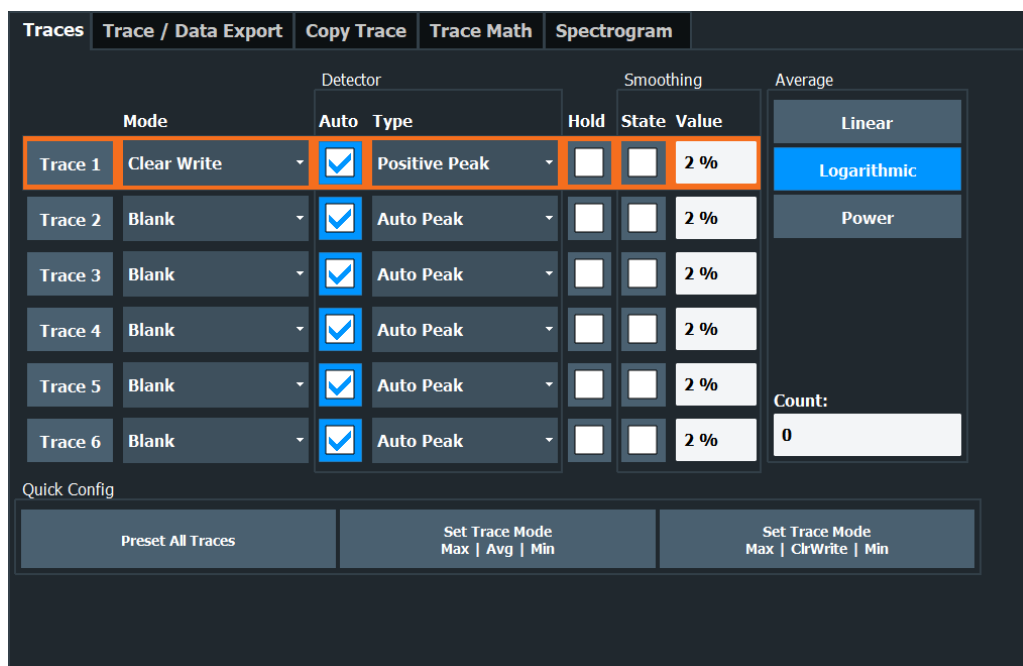 Traces Trace / Data Export Copy Trace Trace Math Spectrogram
Detector Smoothing Average
Mode Auto Type Hold State Value Linear
Trace 1 Clear Write Positive Peak 2 % Logarithmic
Trace 2 Blank Auto Peak 2 % Power
Trace 3 Blank Auto Peak 2 %
Trace 4 Blank Auto Peak 2 %
Trace 5 Blank Auto Peak 2 % Count:
Trace 6 Blank Auto Peak 2 % 0
Quick Config
Preset All Traces
Set Trace Mode
Max | Avg | Min
Set Trace Mode
Max | ClrWrite | Min